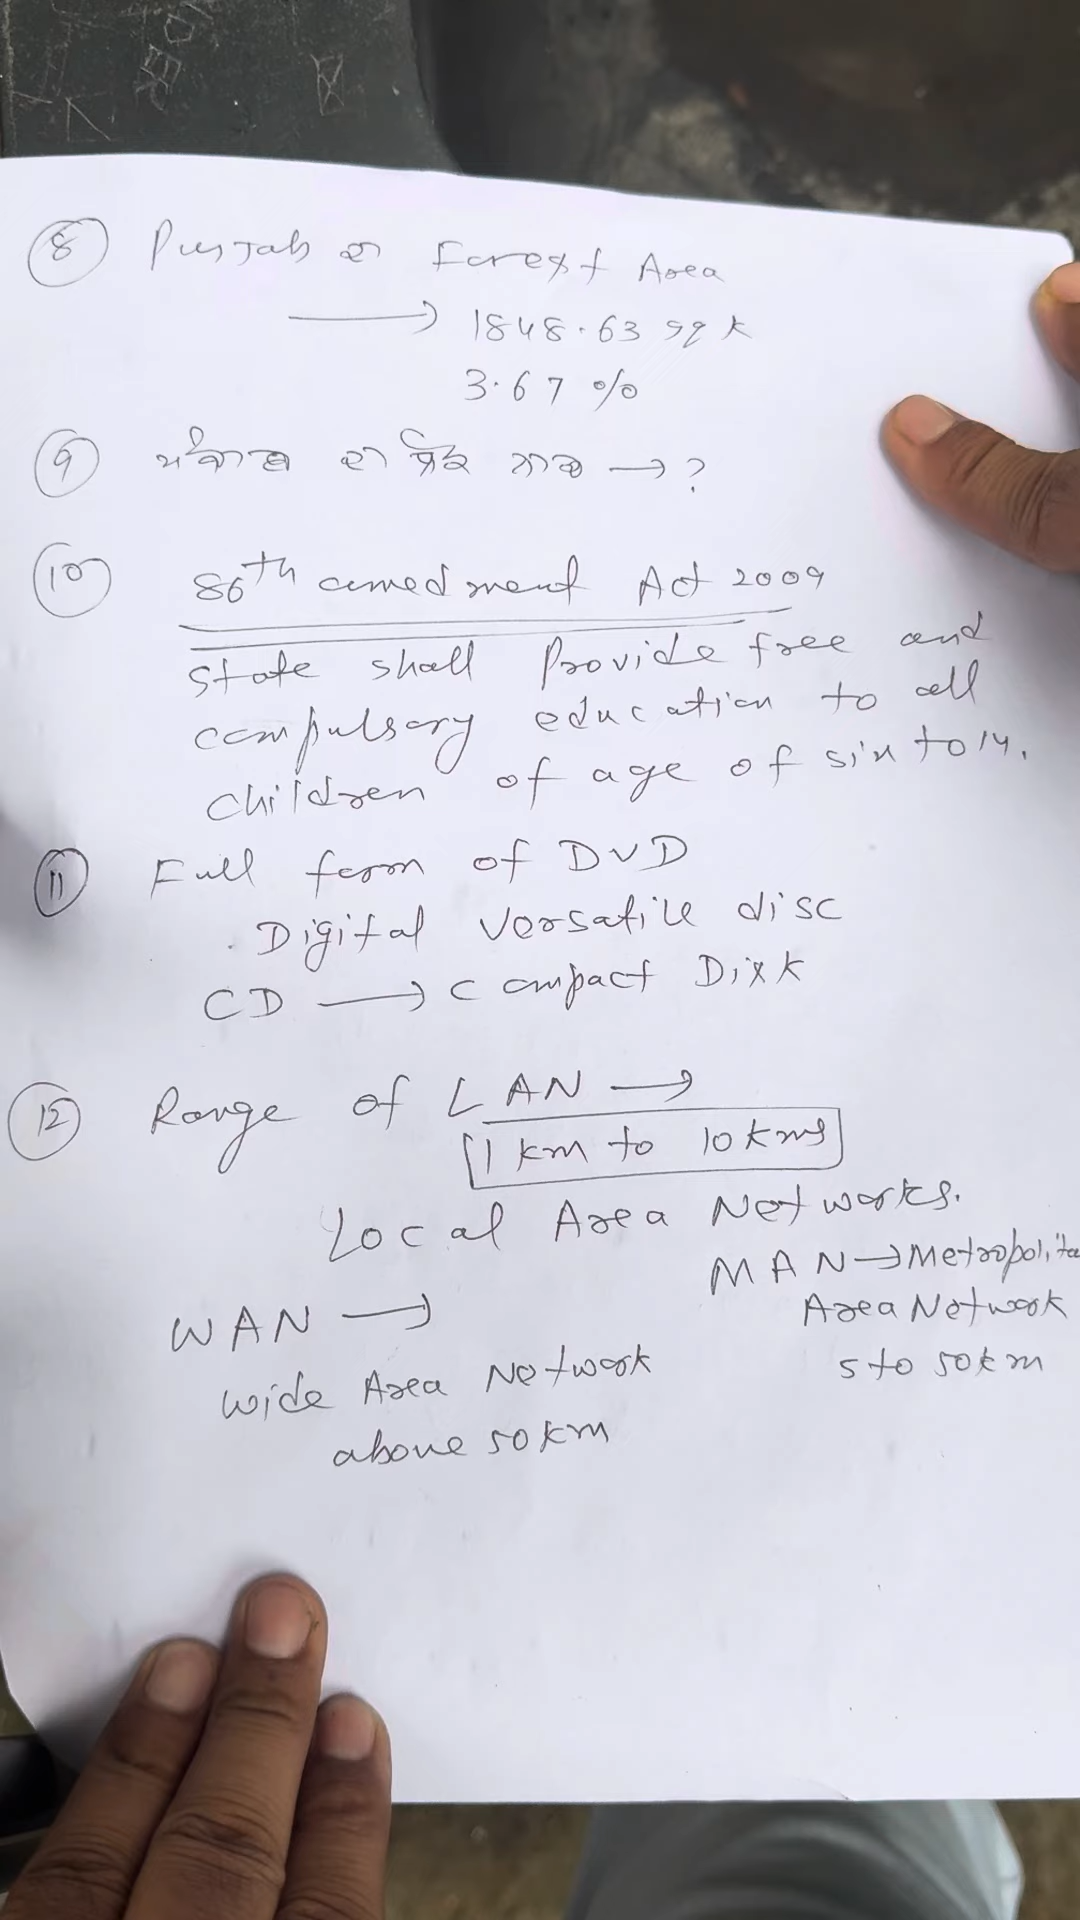 8 Punjab ਦਾ Forest Area
→ 1848.63 sq k
3.67 %
9 ਦਾ ਇਕ →?
10 86th amedment Act 2009
State shall Provide free and
compulsory education to all
children of age of six to 14.
11 Full form of DVD
. Digital Versatile disc
CD → Compact Disk
12 Range of LAN →
1 km to 10 kms
Local Area Networks.
MAN → Metropolita
Area Network
5 to 50 km
WAN →
Wide Area Network
above 50 km